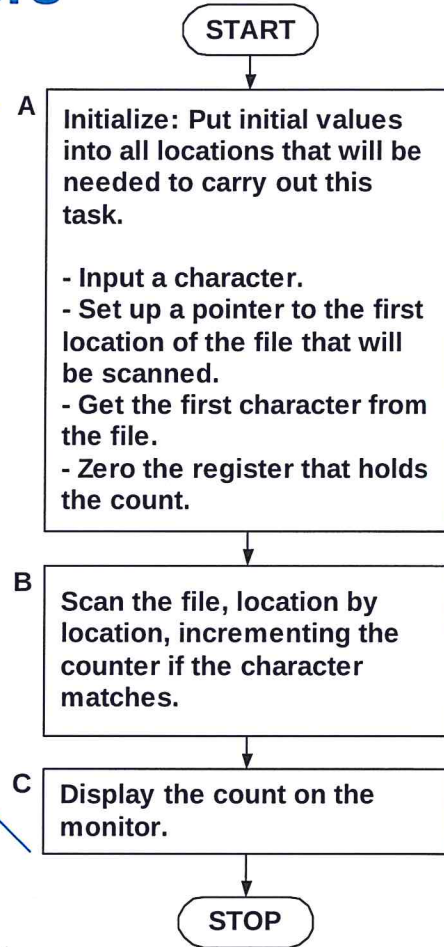 START
A
Initialize: Put initial values
into all locations that will be
needed to carry out this
task.
- Input a character.
- Set up a pointer to the first
location of the file that will
be scanned.
- Get the first character from
the file.
- Zero the register that holds
the count.
B
Scan the file, location by
location, incrementing the
counter if the character
matches.
C
Display the count on the
monitor.
STOP